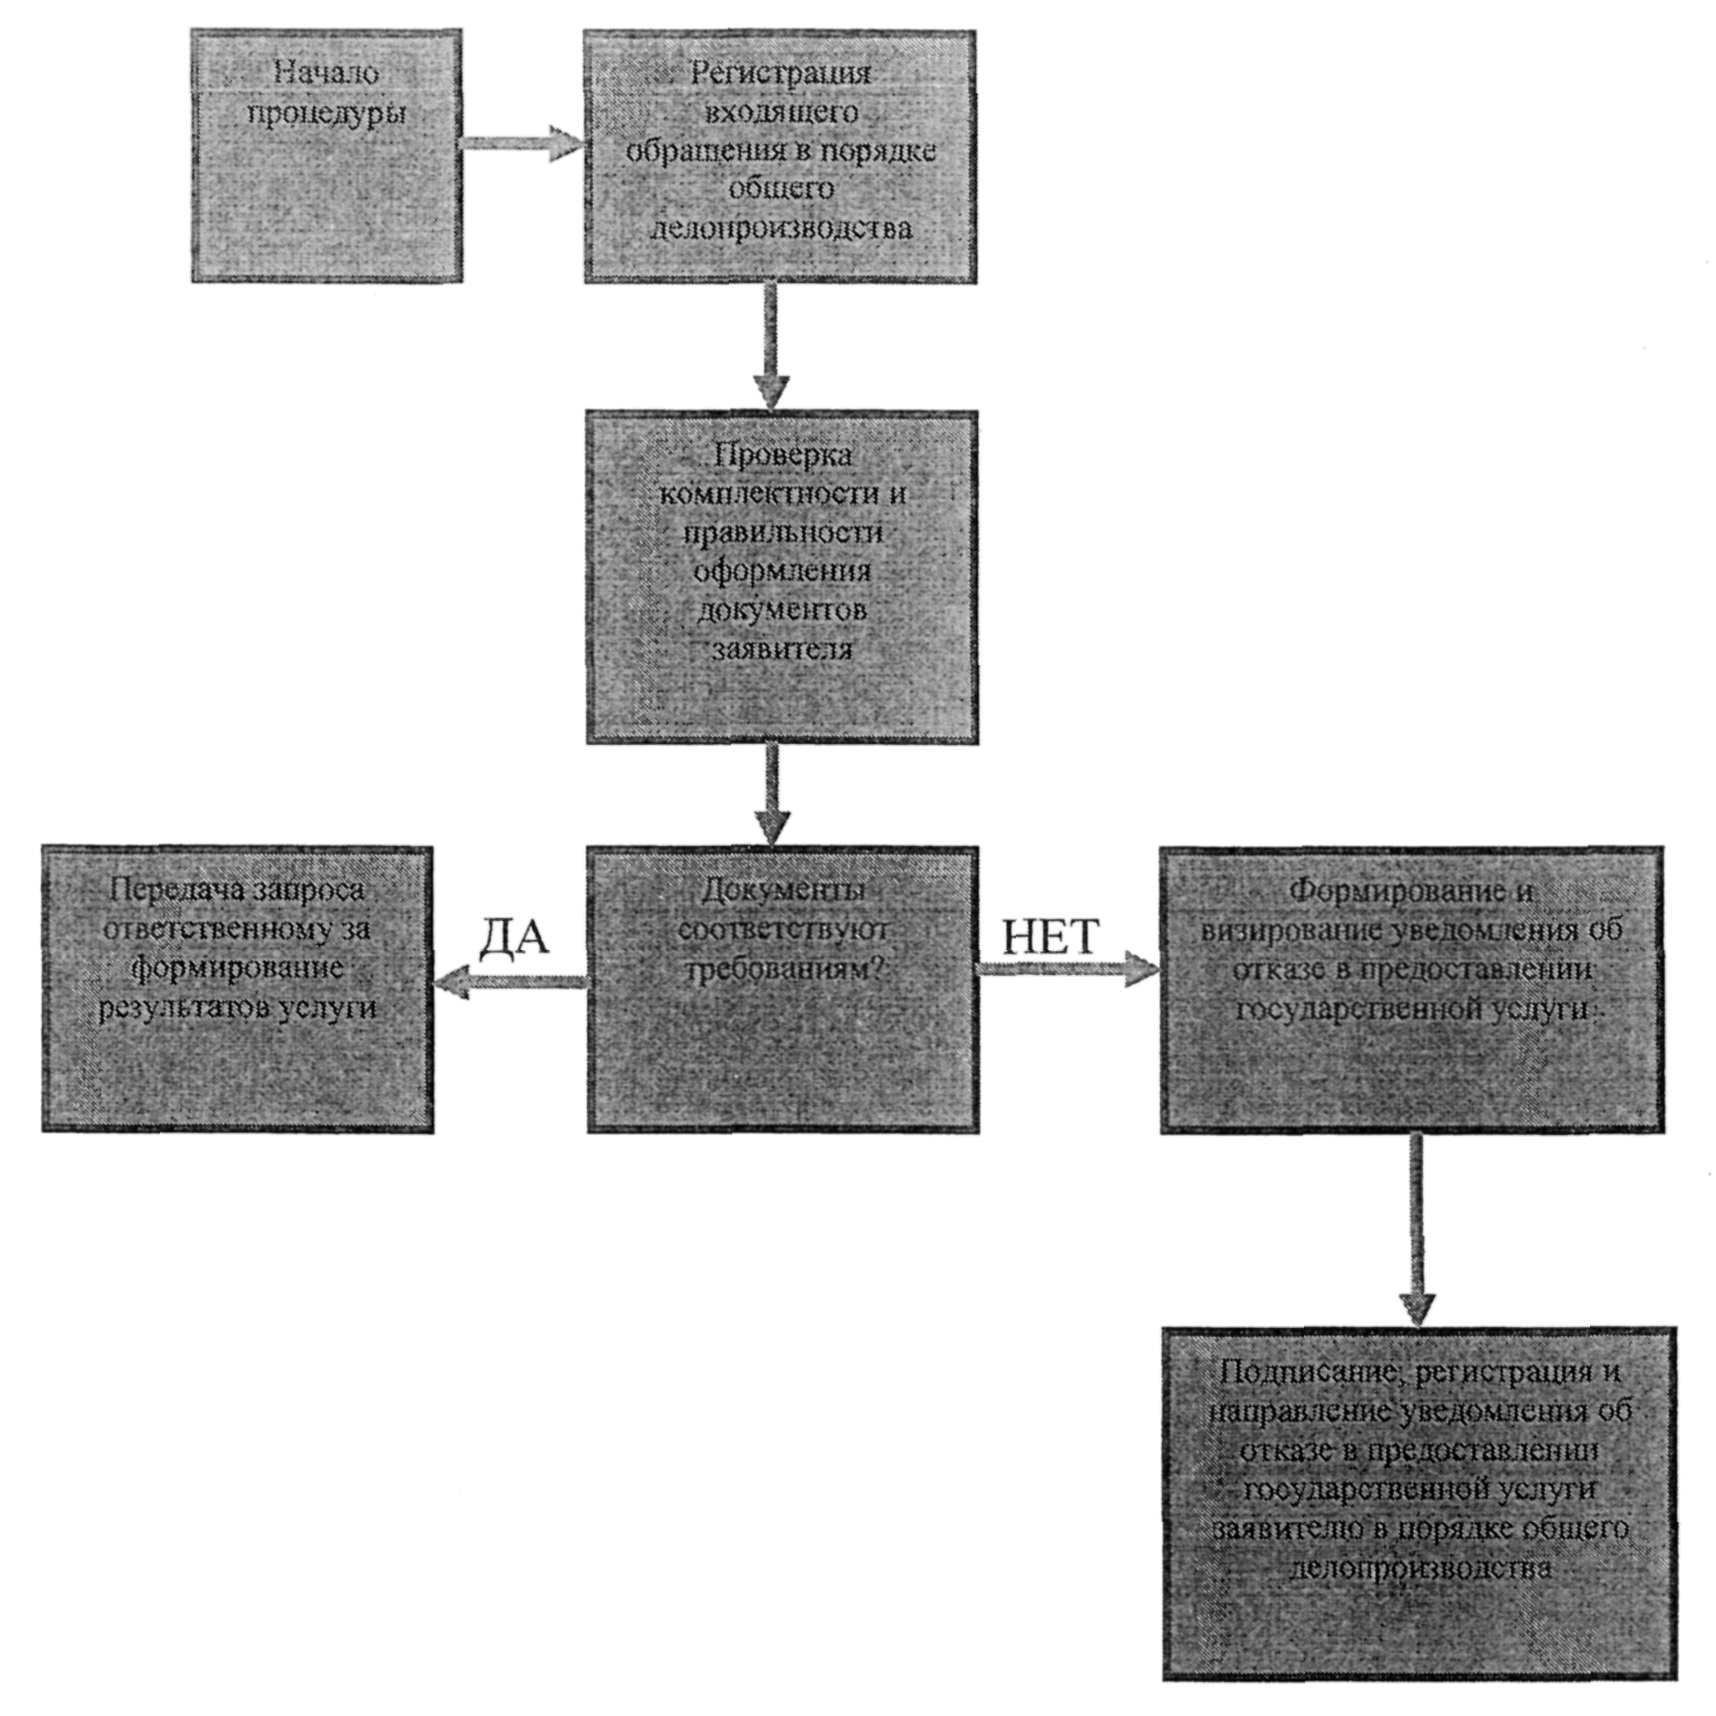 Начало
процедуры
Регистрация
входящего
обращения в порядке
общего
делопроизводства
Проверка
комплектности и
правильности
оформления
документов
заявителя
Передача запроса
ответственному за
формирование
результатов услуги
ДА
Документы
соответствуют
требованиям?
НЕТ
Формирование и
визирование уведомления об
отказе в предоставлении
государственной услуги
Подписание, регистрация и
направление уведомления об
отказе в предоставлении
государственной услуги
заявителю в порядке общего
делопроизводства